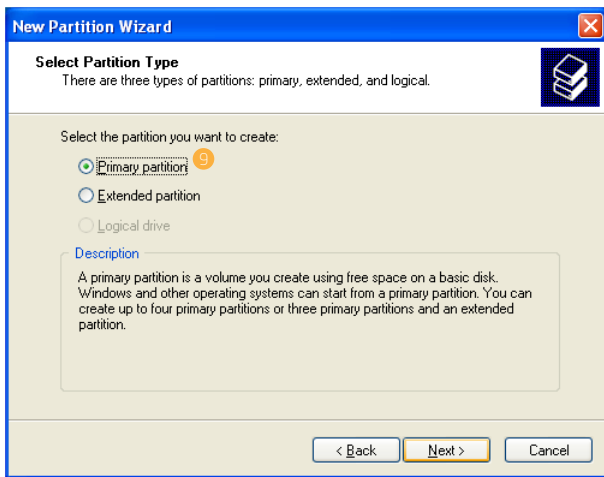 New Partition Wizard
Select Partition Type
There are three types of partitions: primary, extended, and logical.
Select the partition you want to create:
Primary partition 9
Extended partition
Logical drive
Description
A primary partition is a volume you create using free space on a basic disk.
Windows and other operating systems can start from a primary partition. You can
create up to four primary partitions or three primary partitions and an extended
partition.
< Back Next > Cancel